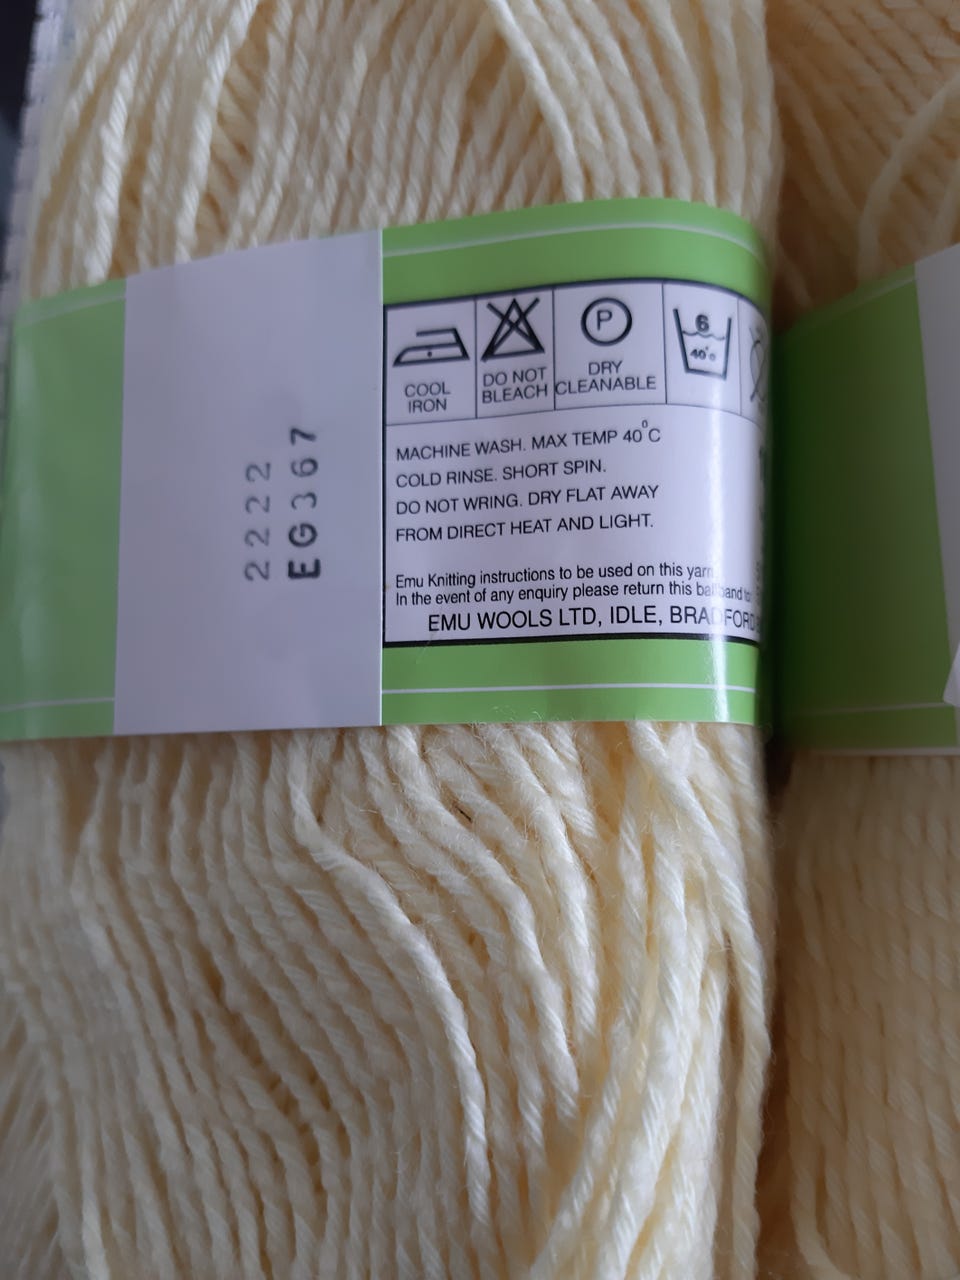 2222
EG367
COOL
IRON
DO NOT
BLEACH
P
DRY
CLEANABLE
6
40°c
MACHINE WASH. MAX TEMP 40°C
COLD RINSE. SHORT SPIN.
DO NOT WRING. DRY FLAT AWAY
FROM DIRECT HEAT AND LIGHT.
Emu Knitting instructions to be used on this yarn
In the event of any enquiry please return this ball band to
EMU WOOLS LTD, IDLE, BRADFORD